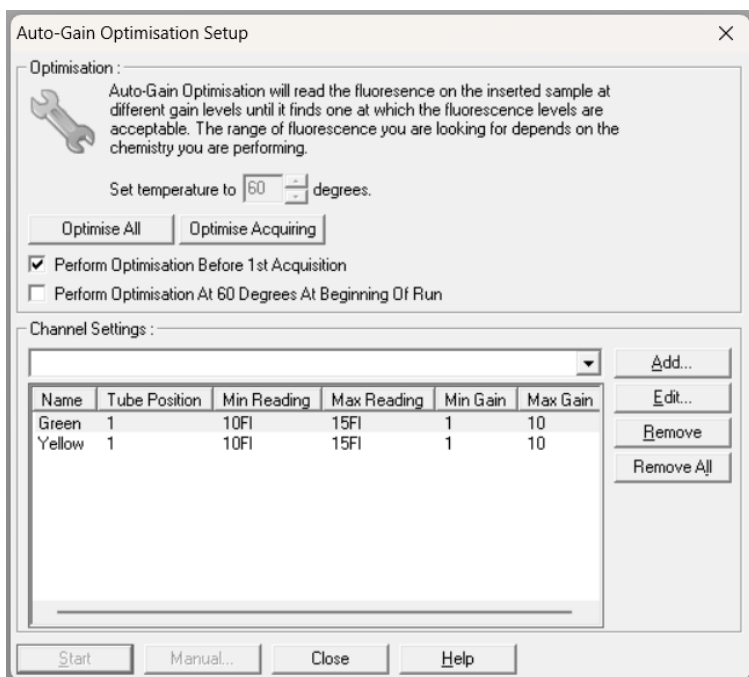 Auto-Gain Optimisation Setup
Optimisation :
Auto-Gain Optimisation will read the fluoresence on the inserted sample at
different gain levels until it finds one at which the fluorescence levels are
acceptable. The range of fluorescence you are looking for depends on the
chemistry you are performing.
Set temperature to 60 degrees.
Optimise All Optimise Acquiring
Perform Optimisation Before 1st Acquisition
Perform Optimisation At 60 Degrees At Beginning Of Run
Channel Settings :
Add...
Name Tube Position Min Reading Max Reading Min Gain Max Gain Edit...
Green 1 10Fl 15Fl 1 10
Yellow 1 10Fl 15Fl 1 10
Remove
Remove All
Start Manual... Close Help